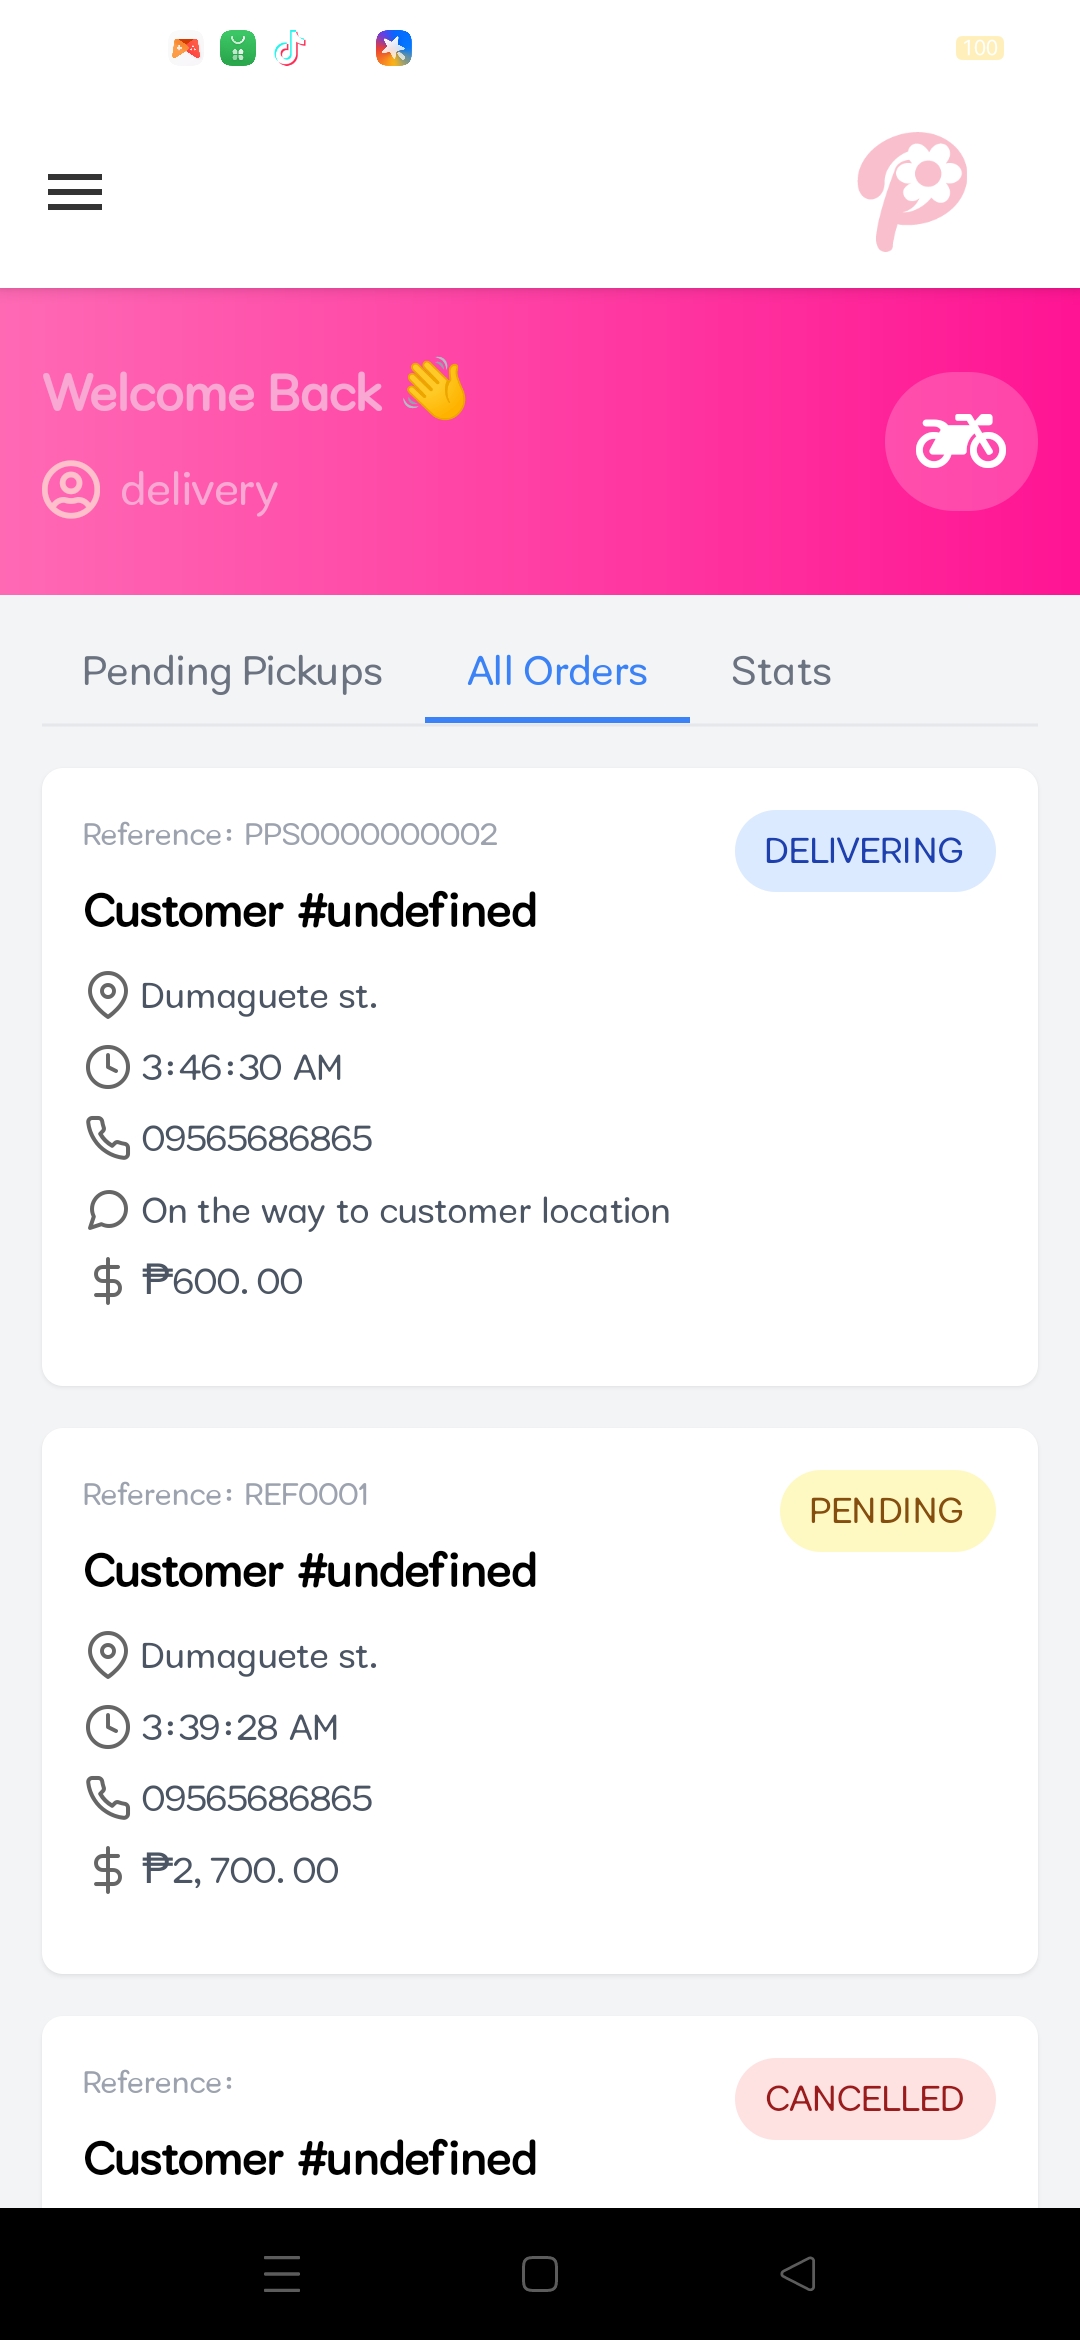 100
Welcome Back 👋
delivery
Pending Pickups All Orders Stats
Reference: PPS0000000002
DELIVERING
Customer #undefined
Dumaguete st.
3:46:30 AM
09565686865
On the way to customer location
₱600.00
Reference: REF0001
PENDING
Customer #undefined
Dumaguete st.
3:39:28 AM
09565686865
₱2,700.00
Reference:
CANCELLED
Customer #undefined